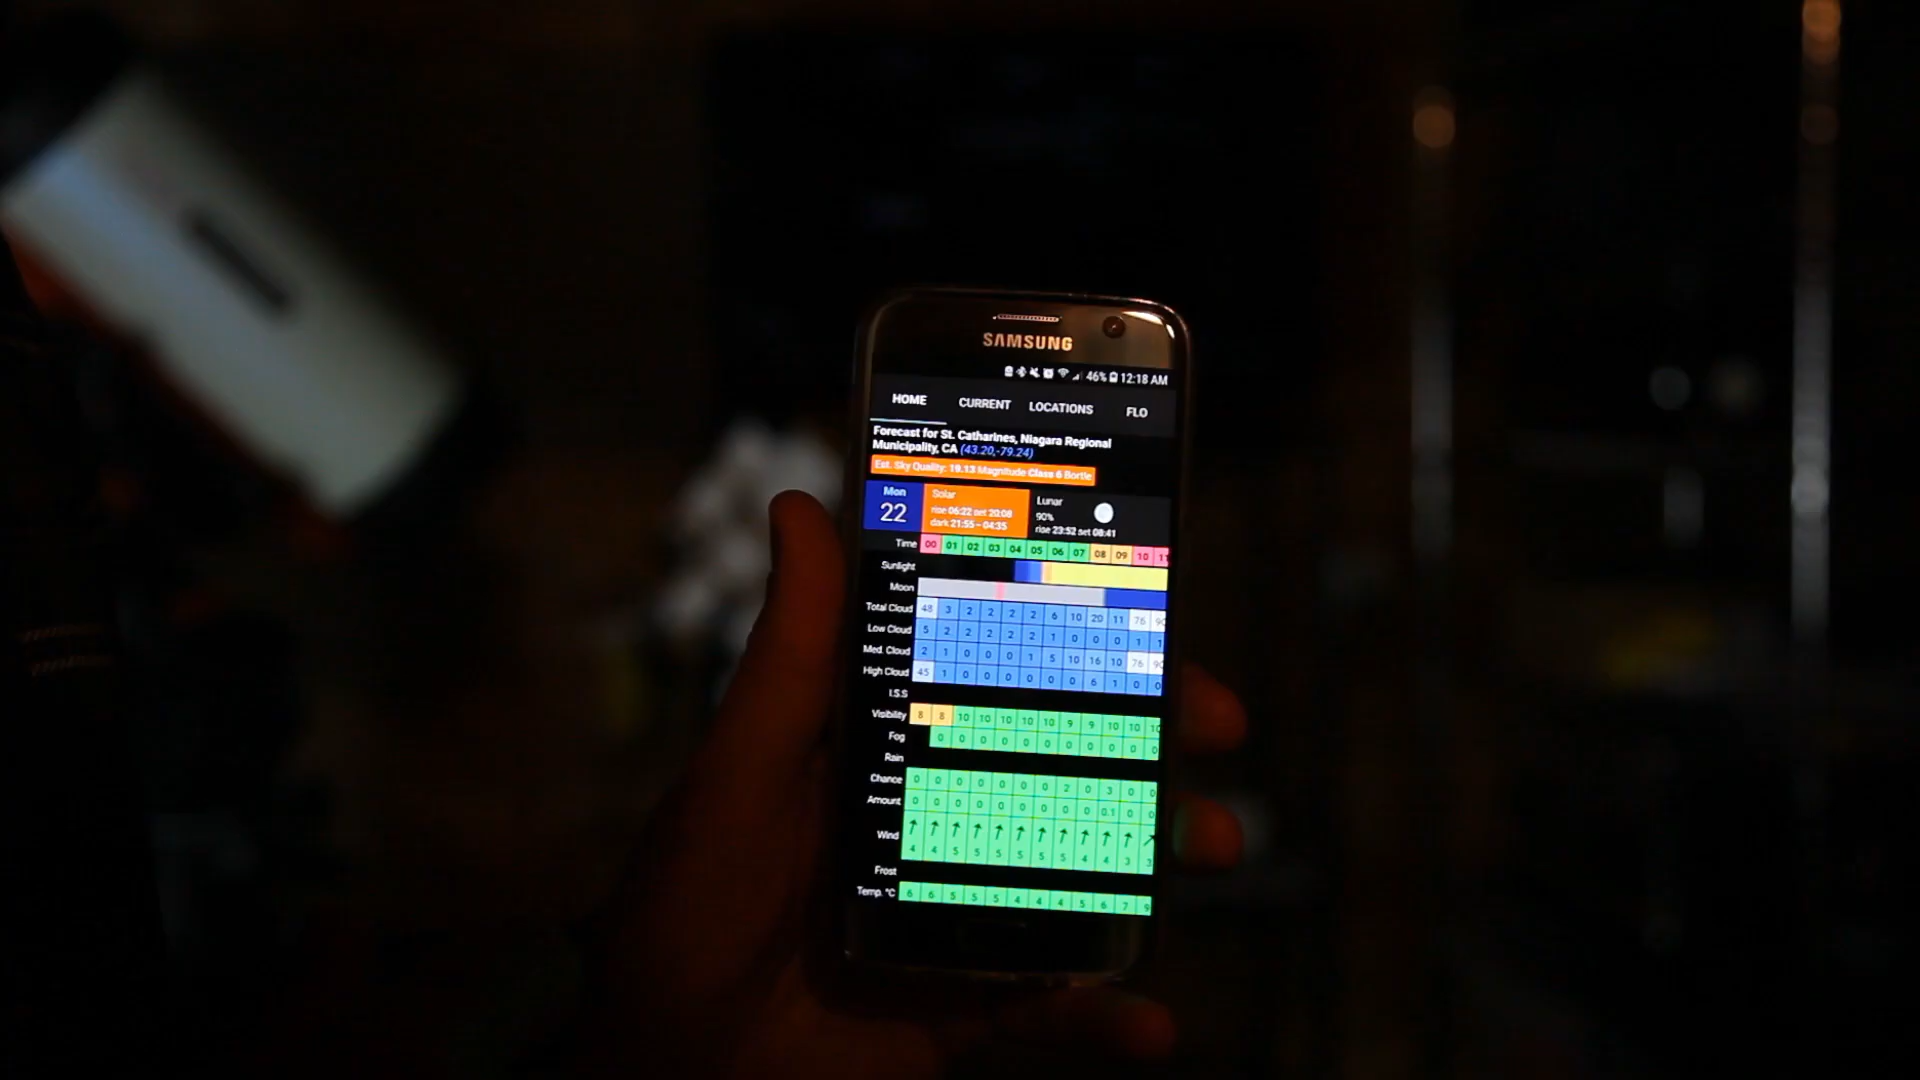 SAMSUNG
46% 12:18 AM
HOME CURRENT LOCATIONS FLO
Forecast for St. Catharines, Niagara Regional
Municipality, CA (43.20,-79.24)
Est. Sky Quality: 19.13 Magnitude Class 6 Bortle
Mon
22
Solar
rise 06:22 set 20:08
dark 21:55 - 04:35
Lunar
90%
rise 23:52 set 08:41
Time 00 01 02 03 04 05 06 07 08 09 10 11
Sunlight
Moon
Total Cloud 48 3 2 2 2 2 6 10 20 11 76 90
Low Cloud 5 2 2 2 2 2 1 0 0 0 1 1
Med. Cloud 2 1 0 0 0 1 5 10 16 10 76 90
High Cloud 45 1 0 0 0 0 0 0 6 1 0 0
I.S.S
Visibility 8 8 10 10 10 10 10 9 9 10 10 10
Fog 0 0 0 0 0 0 0 0 0 0 0
Rain
Chance 0 0 0 0 0 0 0 2 0 3 0 0
Amount 0 0 0 0 0 0 0 0 0 0.1 0 0
Wind
4 4 5 5 5 5 5 5 4 4 3 3
Frost
Temp. °C 6 6 5 5 5 4 4 4 5 6 7 9